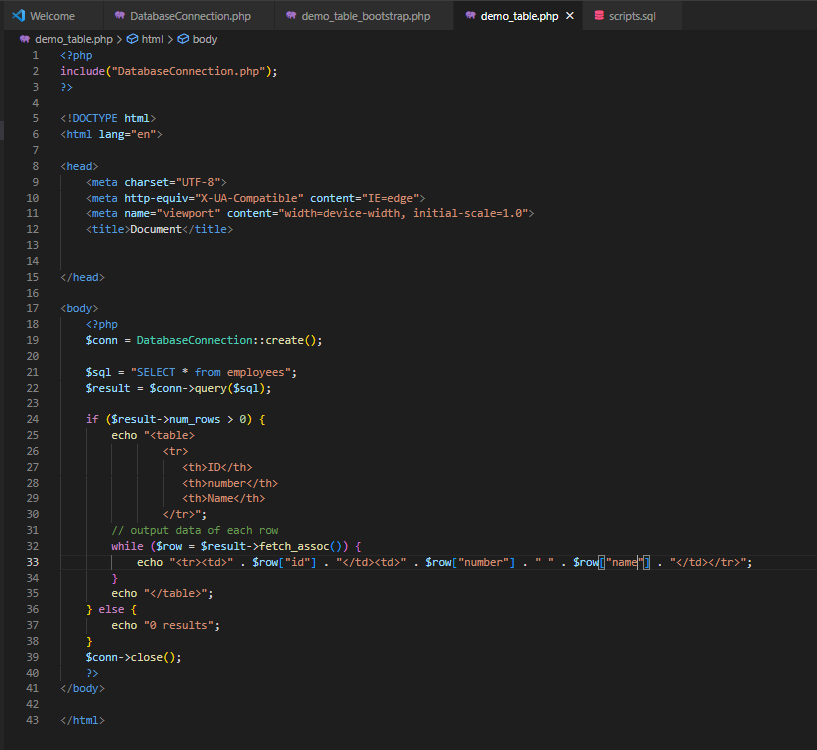 Welcome DatabaseConnection.php demo_table_bootstrap.php demo_table.php scripts.sql
demo_table.php > html > body
1 <?php
2 include("DatabaseConnection.php");
3 ?>
4
5 <!DOCTYPE html>
6 <html lang="en">
7
8 <head>
9     <meta charset="UTF-8">
10     <meta http-equiv="X-UA-Compatible" content="IE=edge">
11     <meta name="viewport" content="width=device-width, initial-scale=1.0">
12     <title>Document</title>
13
14
15 </head>
16
17 <body>
18     <?php
19     $conn = DatabaseConnection::create();
20
21     $sql = "SELECT * from employees";
22     $result = $conn->query($sql);
23
24     if ($result->num_rows > 0) {
25         echo "<table>
26                 <tr>
27                    <th>ID</th>
28                    <th>number</th>
29                    <th>Name</th>
30                 </tr>";
31         // output data of each row
32         while ($row = $result->fetch_assoc()) {
33             echo "<tr><td>" . $row["id"] . "</td><td>" . $row["number"] . " " . $row["name"] . "</td></tr>";
34         }
35         echo "</table>";
36     } else {
37         echo "0 results";
38     }
39     $conn->close();
40     ?>
41 </body>
42
43 </html>